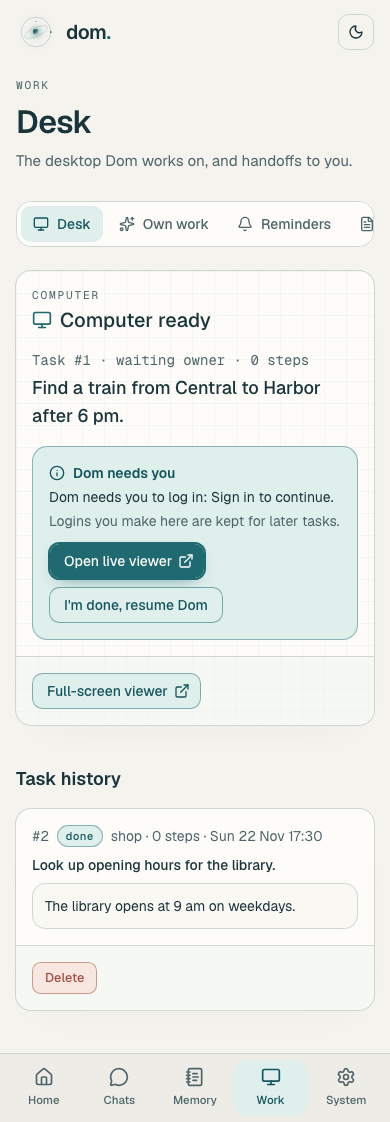 dom.
WORK
Desk
The desktop Dom works on, and handoffs to you.
Desk Own work Reminders
COMPUTER
Computer ready
Task #1 · waiting owner · 0 steps
Find a train from Central to Harbor
after 6 pm.
Dom needs you
Dom needs you to log in: Sign in to continue.
Logins you make here are kept for later tasks.
Open live viewer
I'm done, resume Dom
Full-screen viewer
Task history
#2 done shop · 0 steps · Sun 22 Nov 17:30
Look up opening hours for the library.
The library opens at 9 am on weekdays.
Delete
Home Chats Memory Work System